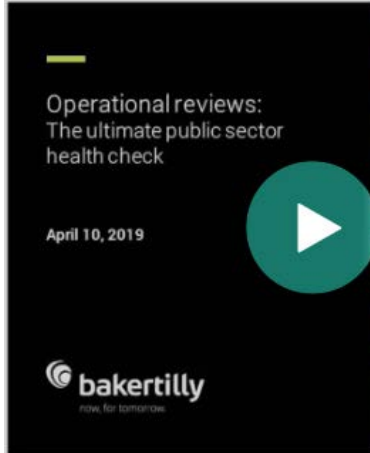 Operational reviews:
The ultimate public sector
health check
April 10, 2019
bakertilly
now, for tomorrow